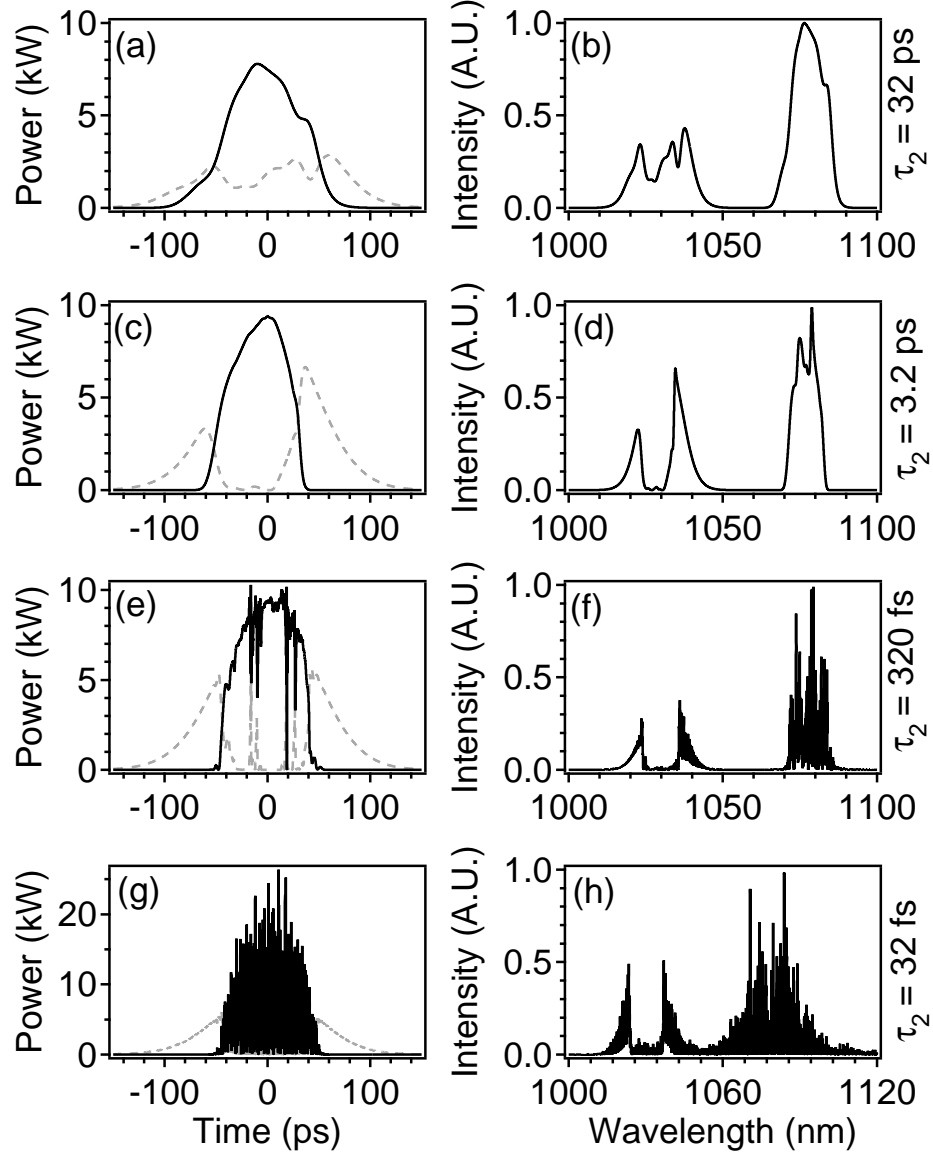 (a)
Power (kW)
10
5
0
-100 0 100
(b)
Intensity (A.U.)
1.0
0.5
0.0
1000 1050 1100
τ2 = 32 ps
(c)
Power (kW)
10
5
0
-100 0 100
(d)
Intensity (A.U.)
1.0
0.5
0.0
1000 1050 1100
τ2 = 3.2 ps
(e)
Power (kW)
10
5
0
-100 0 100
(f)
Intensity (A.U.)
1.0
0.5
0.0
1000 1050 1100
τ2 = 320 fs
(g)
Power (kW)
20
10
0
-100 0 100
Time (ps)
(h)
Intensity (A.U.)
1.0
0.5
0.0
1000 1060 1120
Wavelength (nm)
τ2 = 32 fs